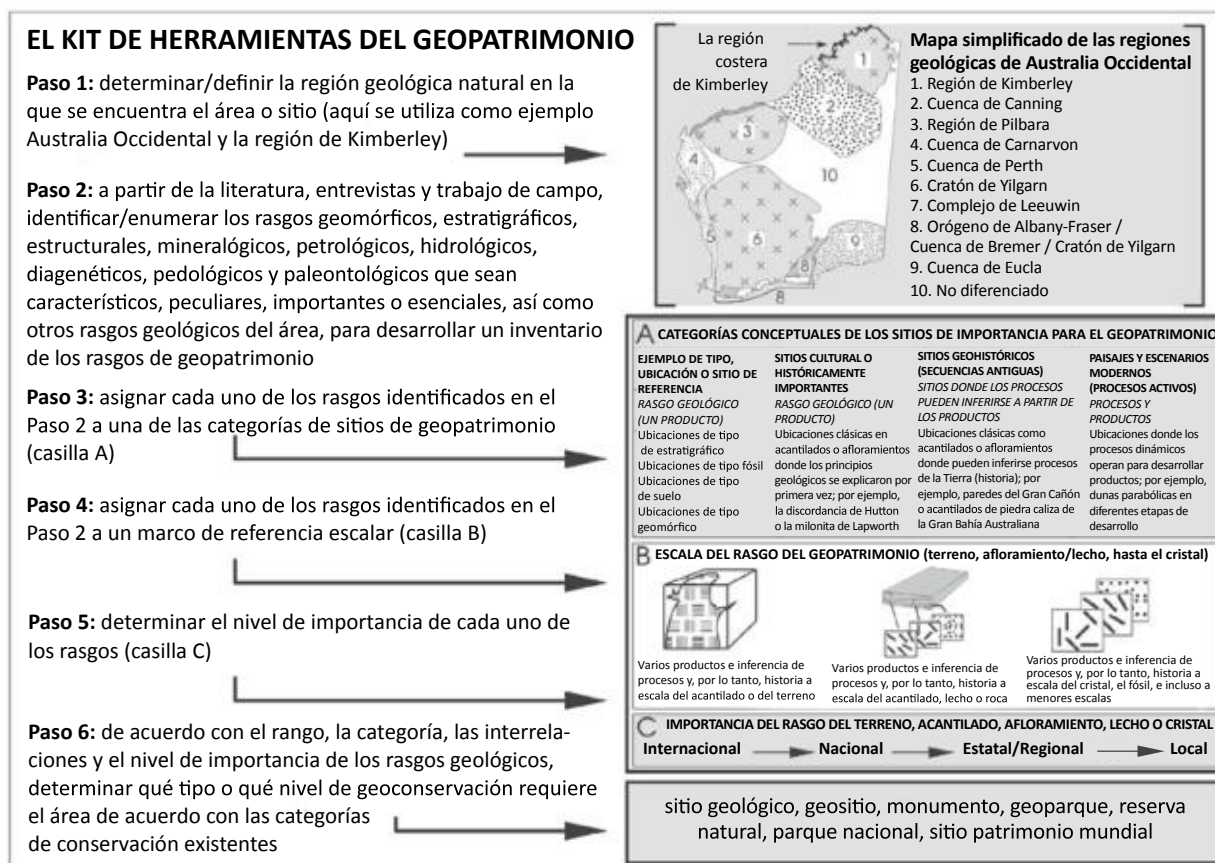 EL KIT DE HERRAMIENTAS DEL GEOPATRIMONIO
Paso 1: determinar/definir la región geológica natural en la
que se encuentra el área o sitio (aquí se utiliza como ejemplo
Australia Occidental y la región de Kimberley)
Paso 2: a partir de la literatura, entrevistas y trabajo de campo,
identificar/enumerar los rasgos geomórficos, estratigráficos,
estructurales, mineralógicos, petrológicos, hidrológicos,
diagenéticos, pedológicos y paleontológicos que sean
característicos, peculiares, importantes o esenciales, así como
otros rasgos geológicos del área, para desarrollar un inventario
de los rasgos de geopatrimonio
Paso 3: asignar cada uno de los rasgos identificados en el
Paso 2 a una de las categorías de sitios de geopatrimonio
(casilla A)
Paso 4: asignar cada uno de los rasgos identificados en el
Paso 2 a un marco de referencia escalar (casilla B)
Paso 5: determinar el nivel de importancia de cada uno de
los rasgos (casilla C)
Paso 6: de acuerdo con el rango, la categoría, las interrela-
ciones y el nivel de importancia de los rasgos geológicos,
determinar qué tipo o qué nivel de geoconservación requiere
el área de acuerdo con las categorías
de conservación existentes
La región
costera
de Kimberley
1
2
3
4
10
5
6
9
8
7
8
Mapa simplificado de las regiones
geológicas de Australia Occidental
1. Región de Kimberley
2. Cuenca de Canning
3. Región de Pilbara
4. Cuenca de Carnarvon
5. Cuenca de Perth
6. Cratón de Yilgarn
7. Complejo de Leeuwin
8. Orógeno de Albany-Fraser /
Cuenca de Bremer / Cratón de Yilgarn
9. Cuenca de Eucla
10. No diferenciado
A CATEGORÍAS CONCEPTUALES DE LOS SITIOS DE IMPORTANCIA PARA EL GEOPATRIMONIO
EJEMPLO DE TIPO,
UBICACIÓN O SITIO DE
REFERENCIA
RASGO GEOLÓGICO
(UN PRODUCTO)
Ubicaciones de tipo
de estratigráfico
Ubicaciones de tipo fósil
Ubicaciones de tipo
de suelo
Ubicaciones de tipo
geomórfico
SITIOS CULTURAL O
HISTÓRICAMENTE
IMPORTANTES
RASGO GEOLÓGICO (UN
PRODUCTO)
Ubicaciones clásicas en
acantilados o afloramientos
donde los principios
geológicos se explicaron por
primera vez; por ejemplo,
la discordancia de Hutton
o la milonita de Lapworth
SITIOS GEOHISTÓRICOS
(SECUENCIAS ANTIGUAS)
SITIOS DONDE LOS PROCESOS
PUEDEN INFERIRSE A PARTIR DE
LOS PRODUCTOS
Ubicaciones clásicas como
acantilados o afloramientos
donde pueden inferirse procesos
de la Tierra (historia); por
ejemplo, paredes del Gran Cañón
o acantilados de piedra caliza de
la Gran Bahía Australiana
PAISAJES Y ESCENARIOS
MODERNOS
(PROCESOS ACTIVOS)
PROCESOS Y
PRODUCTOS
Ubicaciones donde los
procesos dinámicos
operan para desarrollar
productos; por ejemplo,
dunas parabólicas en
diferentes etapas de
desarrollo
B ESCALA DEL RASGO DEL GEOPATRIMONIO (terreno, afloramiento/lecho, hasta el cristal)
Varios productos e inferencia de
procesos y, por lo tanto, historia a
escala del acantilado o del terreno
Varios productos e inferencia de
procesos y, por lo tanto, historia a
escala del acantilado, lecho o roca
Varios productos e inferencia de
procesos y, por lo tanto, historia a
escala del cristal, el fósil, e incluso a
menores escalas
C IMPORTANCIA DEL RASGO DEL TERRENO, ACANTILADO, AFLORAMIENTO, LECHO O CRISTAL
Internacional Nacional Estatal/Regional Local
sitio geológico, geositio, monumento, geoparque, reserva
natural, parque nacional, sitio patrimonio mundial